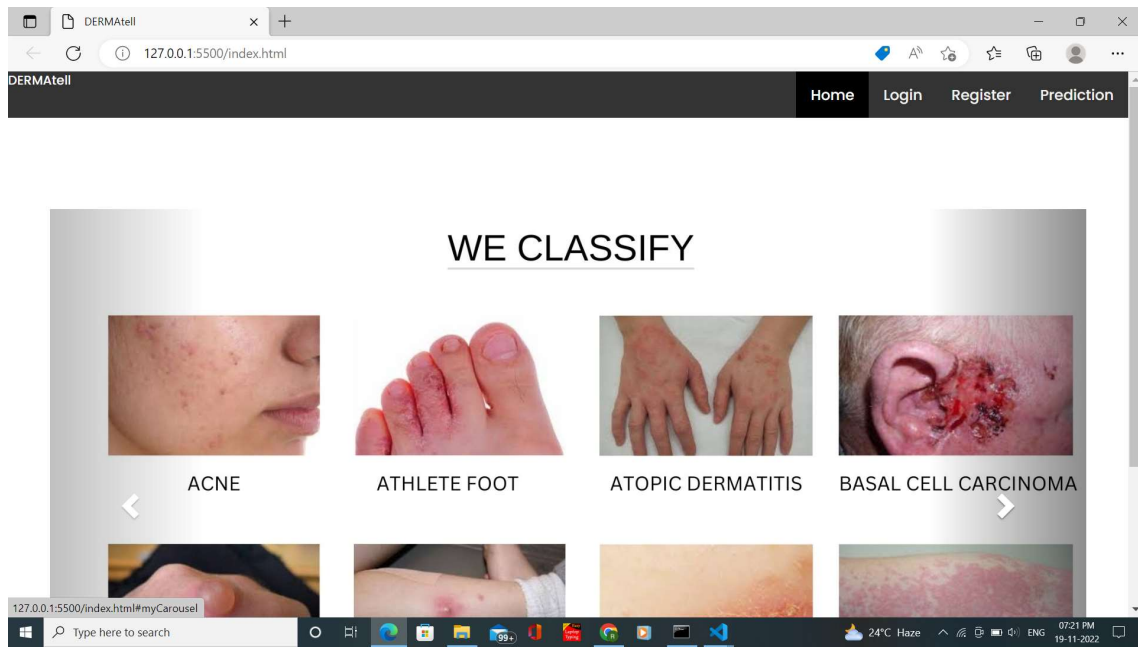 DERMAtell
127.0.0.1:5500/index.html
DERMAtell
Home Login Register Prediction
WE CLASSIFY
ACNE ATHLETE FOOT ATOPIC DERMATITIS BASAL CELL CARCINOMA
127.0.0.1:5500/index.html#myCarousel
Type here to search
99+
24°C Haze
ENG
07:21 PM
19-11-2022